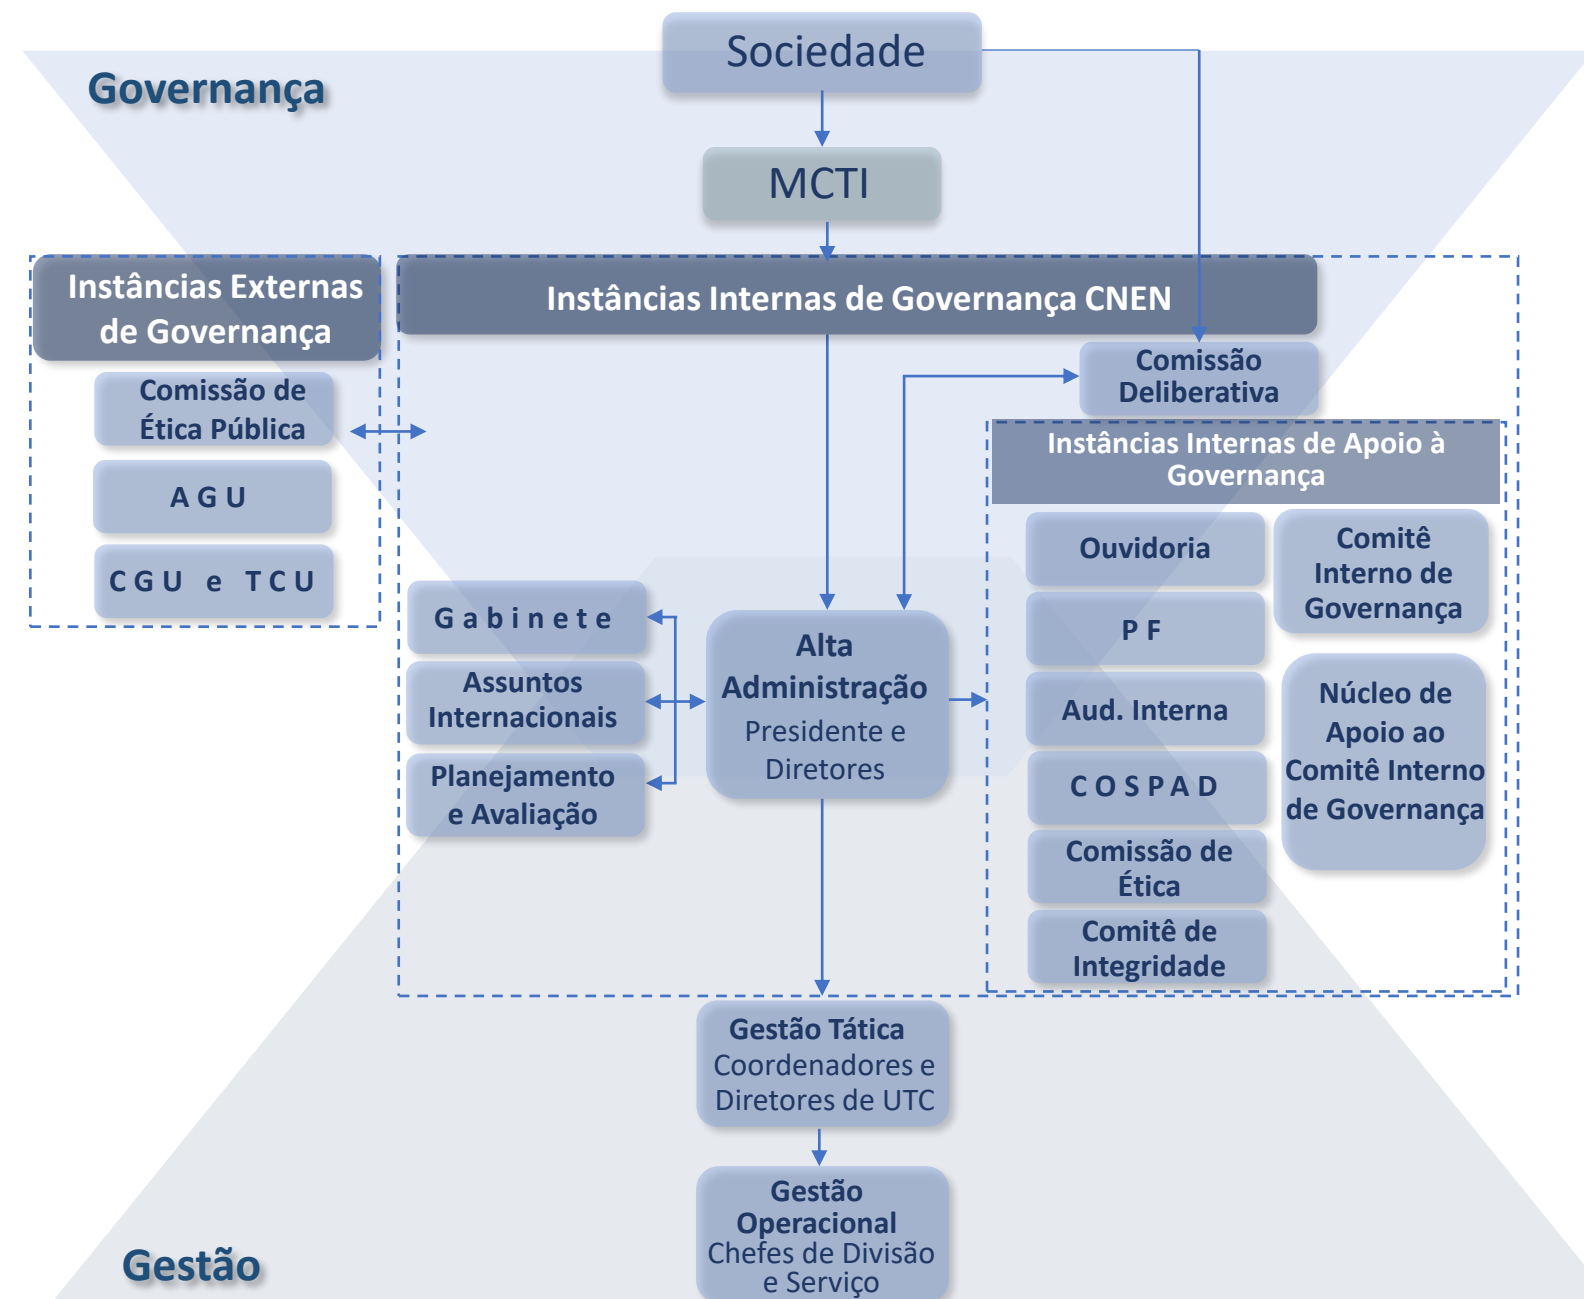 Sociedade
Governança
MCTI
Instâncias Externas
de Governança
Comissão de
Ética Pública
A G U
C G U e T C U
Instâncias Internas de Governança CNEN
Comissão
Deliberativa
Instâncias Internas de Apoio à
Governança
Ouvidoria
P F
Aud. Interna
C O S P A D
Comissão de
Ética
Comitê de
Integridade
Comitê
Interno de
Governança
Núcleo de
Apoio ao
Comitê Interno
de Governança
G a b i n e t e
Assuntos
Internacionais
Planejamento
e Avaliação
Alta
Administração
Presidente e
Diretores
Gestão Tática
Coordenadores e
Diretores de UTC
Gestão
Operacional
Chefes de Divisão
e Serviço
Gestão